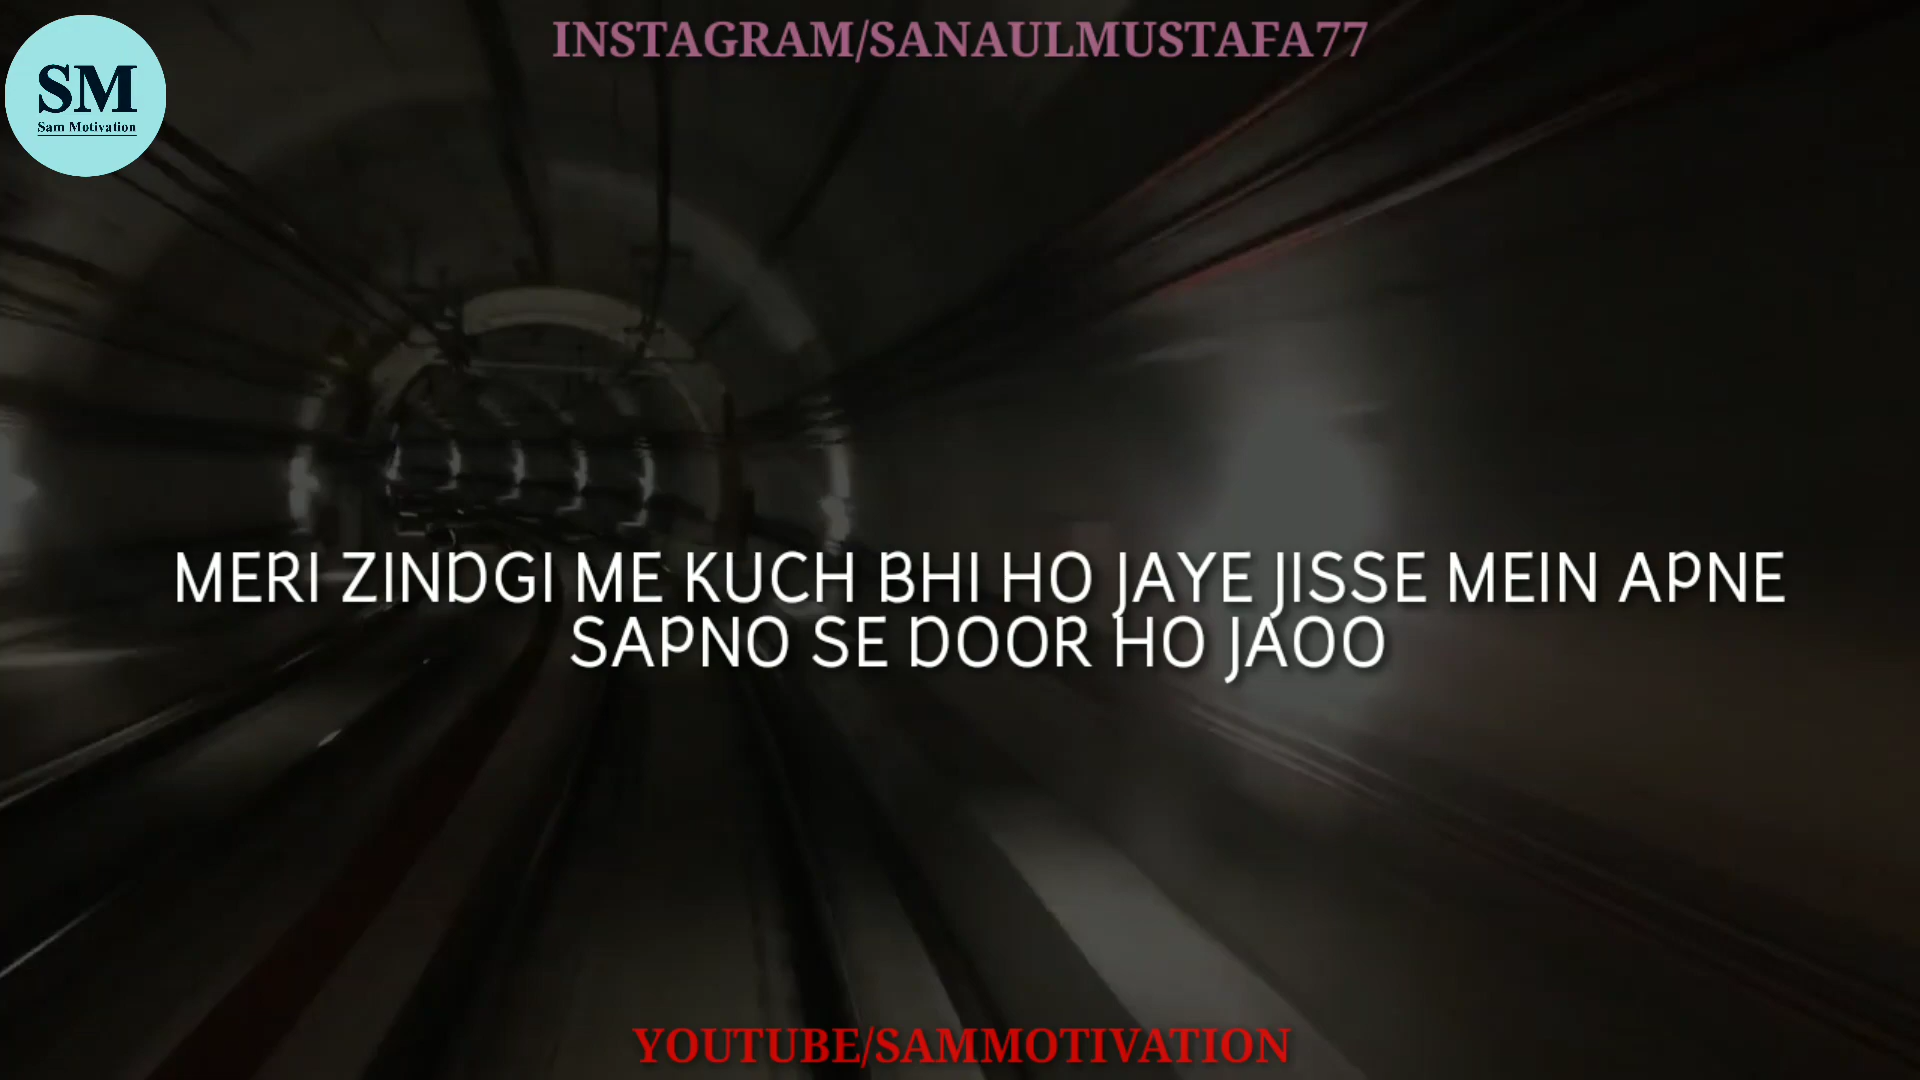 INSTAGRAM/SANAULMUSTAFA77
SM
Sam Motivation
MERI ZINDGI ME KUCH BHI HO JAYE JISSE MEIN APNE
SAPNO SE DOOR HO JAOO
YOUTUBE/SAMMOTIVATION